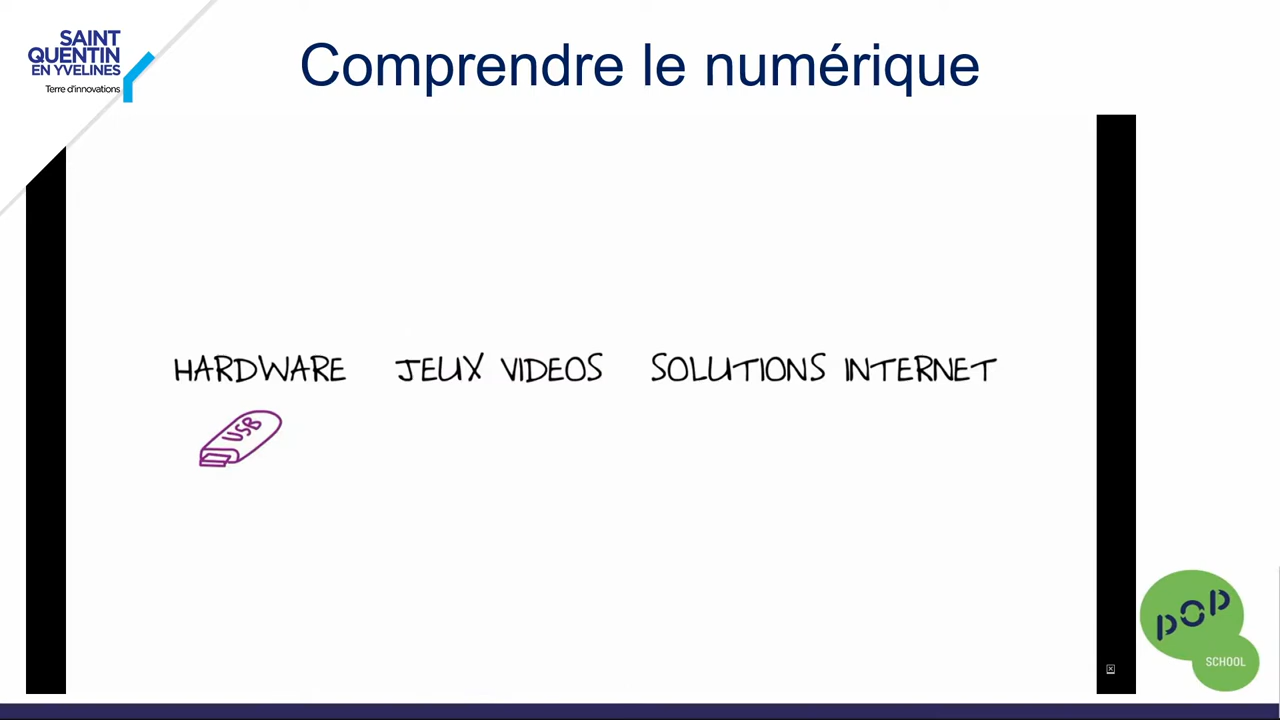 SAINT
QUENTIN
EN YVELINES
Terre d'innovations
Comprendre le numérique
HARDWARE JEUX VIDEOS SOLUTIONS INTERNET
USB
POP
SCHOOL